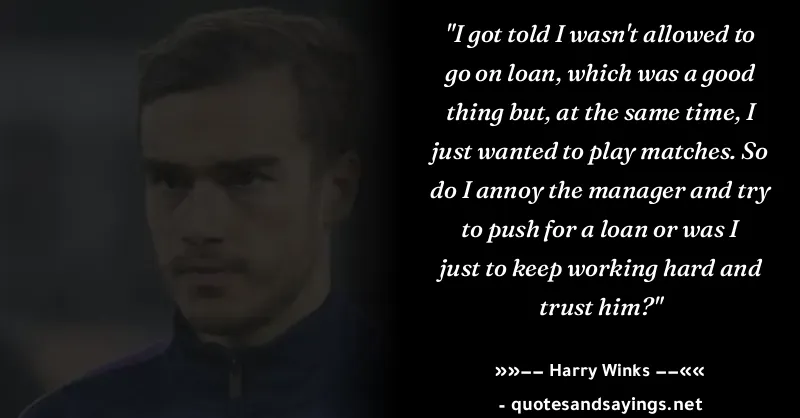 "I got told I wasn't allowed to
go on loan, which was a good
thing but, at the same time, I
just wanted to play matches. So
do I annoy the manager and try
to push for a loan or was I
just to keep working hard and
trust him?"
»»−− Harry Winks −−««
- quotesandsayings.net